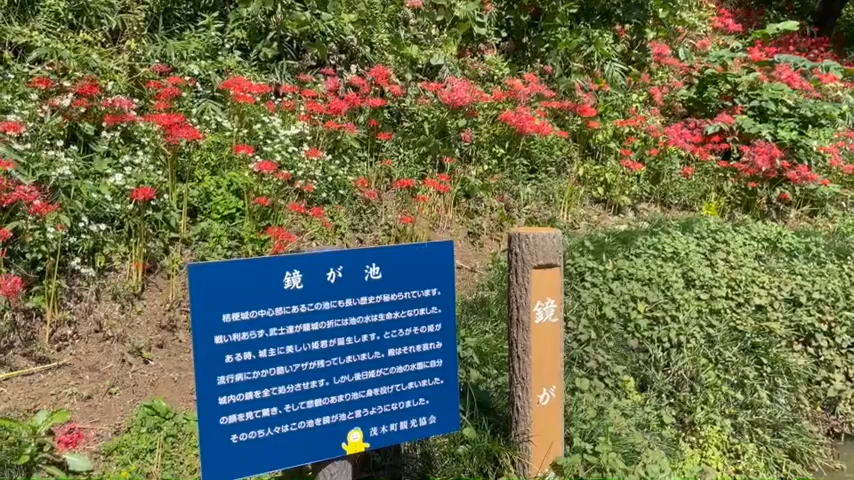 鏡が池
桔梗城の中心部にあるこの池にも長い歴史が秘められています。
戦い利あらず、武士達が籠城の折には池の水は生命水となりました。
ある時、城主に美しい姫君が誕生します。ところがその姫が
流行病にかかり酷いアザが残ってしまいました。殿はそれを哀れみ
城内の鏡を全て処分させます。しかし後日姫がこの池の水面に自分
の顔を見て驚き、そして悲観のあまり池に身を投げてしまいました。
そののち人々はこの池を鏡が池と言うようになりました。
茂木町観光協会
鏡が